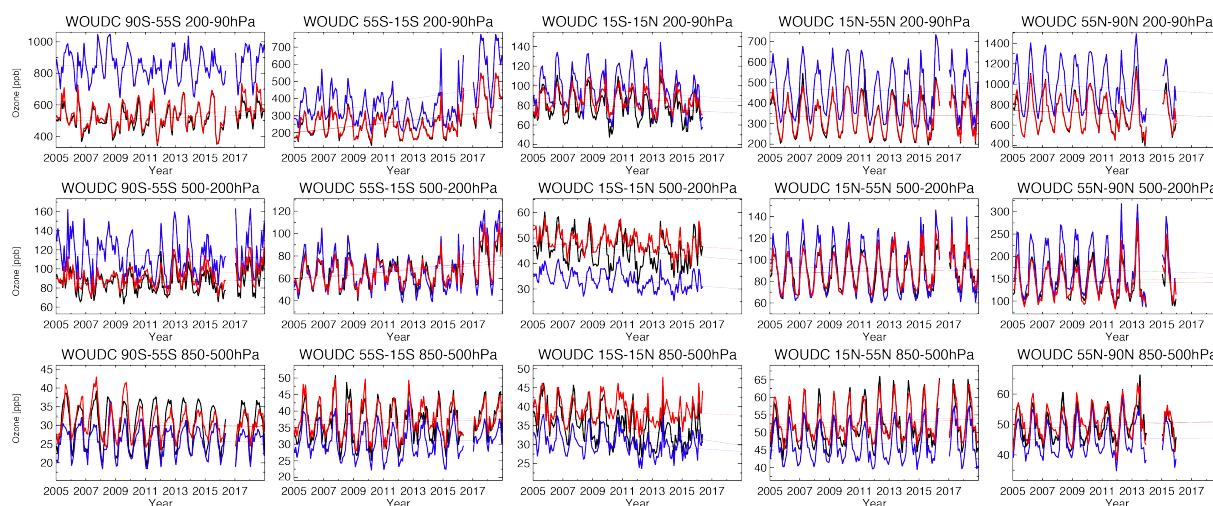 WOUDC 90S-55S 200-90hPa
WOUDC 55S-15S 200-90hPa
WOUDC 15S-15N 200-90hPa
WOUDC 15N-55N 200-90hPa
WOUDC 55N-90N 200-90hPa
Ozone [ppb]
1000
800
600
400
700
600
500
400
300
200
140
120
100
80
60
40
700
600
500
400
300
200
1400
1200
1000
800
600
400
2005 2007 2009 2011 2013 2015 2017
2005 2007 2009 2011 2013 2015 2017
2005 2007 2009 2011 2013 2015 2017
2005 2007 2009 2011 2013 2015 2017
2005 2007 2009 2011 2013 2015 2017
Year
Year
Year
Year
Year
WOUDC 90S-55S 500-200hPa
WOUDC 55S-15S 500-200hPa
WOUDC 15S-15N 500-200hPa
WOUDC 15N-55N 500-200hPa
WOUDC 55N-90N 500-200hPa
Ozone [ppb]
160
140
120
100
80
60
120
100
80
60
40
60
50
40
30
140
120
100
80
60
300
250
200
150
100
2005 2007 2009 2011 2013 2015 2017
2005 2007 2009 2011 2013 2015 2017
2005 2007 2009 2011 2013 2015 2017
2005 2007 2009 2011 2013 2015 2017
2005 2007 2009 2011 2013 2015 2017
Year
Year
Year
Year
Year
WOUDC 90S-55S 850-500hPa
WOUDC 55S-15S 850-500hPa
WOUDC 15S-15N 850-500hPa
WOUDC 15N-55N 850-500hPa
WOUDC 55N-90N 850-500hPa
Ozone [ppb]
45
40
35
30
25
20
50
45
40
35
30
25
50
45
40
35
30
25
65
60
55
50
45
40
60
50
40
2005 2007 2009 2011 2013 2015 2017
2005 2007 2009 2011 2013 2015 2017
2005 2007 2009 2011 2013 2015 2017
2005 2007 2009 2011 2013 2015 2017
2005 2007 2009 2011 2013 2015 2017
Year
Year
Year
Year
Year